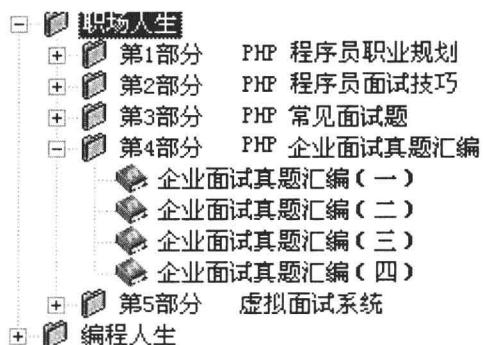 职场人生
第1部分 PHP 程序员职业规划
第2部分 PHP 程序员面试技巧
第3部分 PHP 常见面试题
第4部分 PHP 企业面试真题汇编
企业面试真题汇编(一)
企业面试真题汇编(二)
企业面试真题汇编(三)
企业面试真题汇编(四)
第5部分 虚拟面试系统
编程人生